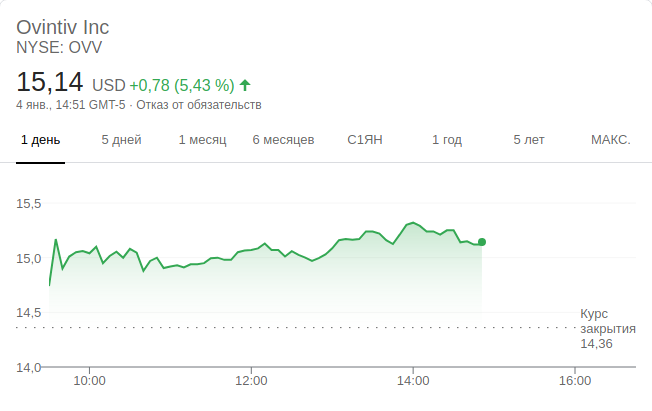 Ovintiv Inc
NYSE: OVV
15,14 USD +0,78 (5,43 %)
4 янв., 14:51 GMT-5 · Отказ от обязательств
1 день 5 дней 1 месяц 6 месяцев С1ЯН 1 год 5 лет МАКС.
15,5
15,0
14,5
Курс
закрытия
14,36
14,0
10:00 12:00 14:00 16:00